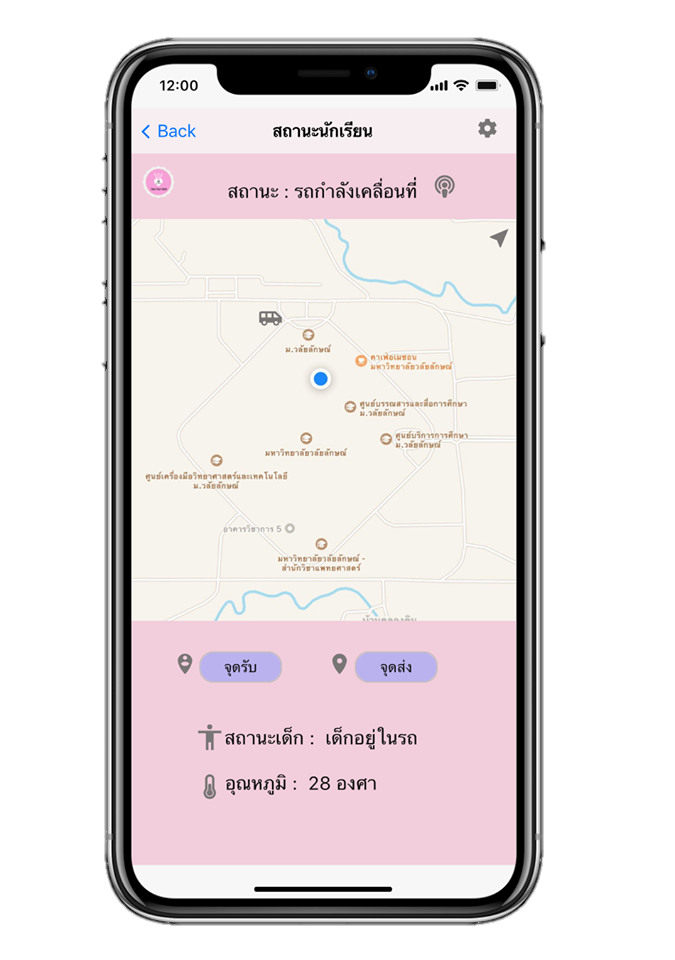 12:00
Back
สถานะนักเรียน
สถานะ : รถกำลังเคลื่อนที่
ม.วลัยลักษณ์
คาเฟ่อเมซอน
มหาวิทยาลัยวลัยลักษณ์
ศูนย์บรรณสารและสื่อการศึกษา
ม.วลัยลักษณ์
ศูนย์บริการการศึกษา
ม.วลัยลักษณ์
มหาวิทยาลัยวลัยลักษณ์
ศูนย์เครื่องมือวิทยาศาสตร์และเทคโนโลยี
ม.วลัยลักษณ์
อาคารวิชาการ 5
มหาวิทยาลัยวลัยลักษณ์ -
สำนักวิชาแพทยศาสตร์
จุดรับ
จุดส่ง
สถานะเด็ก : เด็กอยู่ในรถ
อุณหภูมิ : 28 องศา